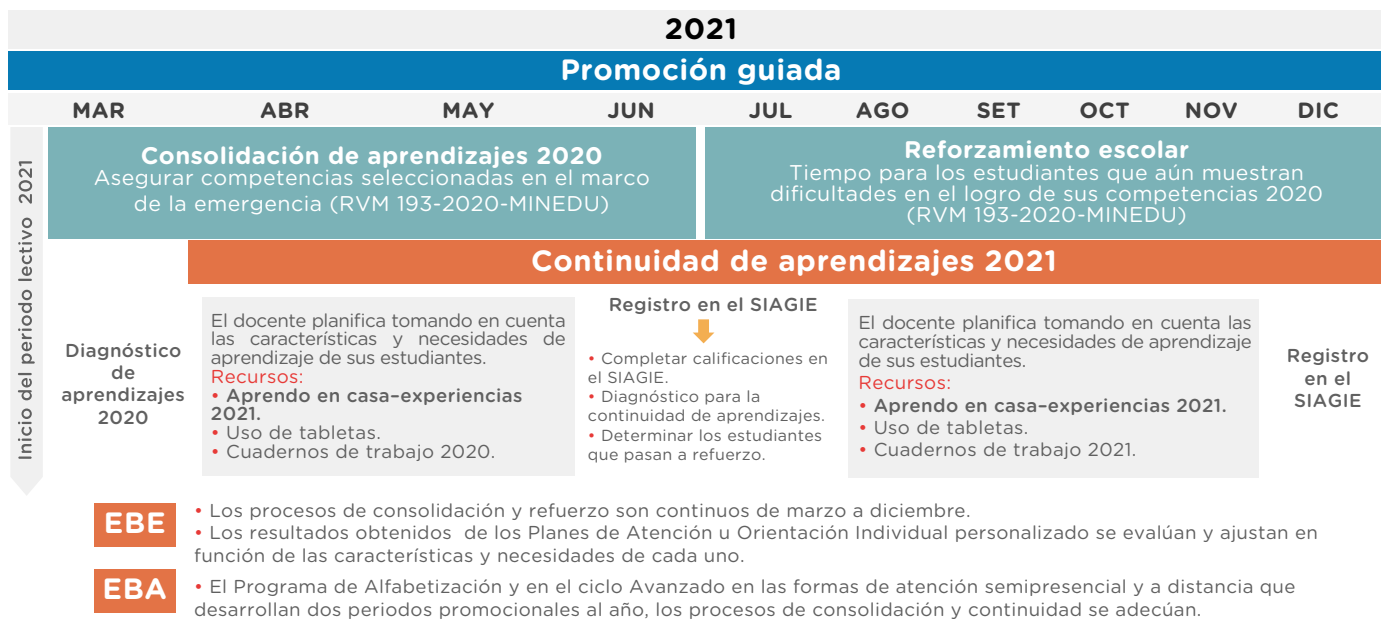 2021
Promoción guiada
MAR ABR MAY JUN JUL AGO SET OCT NOV DIC
Inicio del periodo lectivo 2021
Consolidación de aprendizajes 2020
Asegurar competencias seleccionadas en el marco
de la emergencia (RVM 193-2020-MINEDU)
Reforzamiento escolar
Tiempo para los estudiantes que aún muestran
dificultades en el logro de sus competencias 2020
(RVM 193-2020-MINEDU)
Continuidad de aprendizajes 2021
Diagnóstico
de
aprendizajes
2020
El docente planifica tomando en cuenta
las características y necesidades de
aprendizaje de sus estudiantes.
Recursos:
• Aprendo en casa–experiencias
2021.
• Uso de tabletas.
• Cuadernos de trabajo 2020.
Registro en el SIAGIE
• Completar calificaciones en
el SIAGIE.
• Diagnóstico para la
continuidad de aprendizajes.
• Determinar los estudiantes
que pasan a refuerzo.
El docente planifica tomando en cuenta las
características y necesidades de aprendizaje
de sus estudiantes.
Recursos:
• Aprendo en casa–experiencias 2021.
• Uso de tabletas.
• Cuadernos de trabajo 2021.
Registro
en el
SIAGIE
EBE
• Los procesos de consolidación y refuerzo son continuos de marzo a diciembre.
• Los resultados obtenidos de los Planes de Atención u Orientación Individual personalizado se evalúan y ajustan en
función de las características y necesidades de cada uno.
EBA
• El Programa de Alfabetización y en el ciclo Avanzado en las formas de atención semipresencial y a distancia que
desarrollan dos periodos promocionales al año, los procesos de consolidación y continuidad se adecúan.